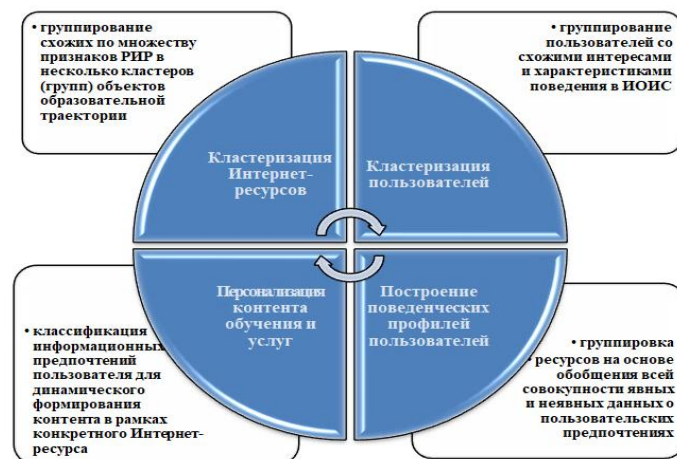 • группирование
схожих по множеству
признаков РИР в
несколько кластеров
(групп) объектов
образовательной
траектории
• группирование
пользователей со
схожими интересами
и характеристиками
поведения в ИОИС
Кластеризация
Интернет-
ресурсов
Кластеризация
пользователей
Персонализация
контента
обучения и
услуг
Построение
поведенческих
профилей
пользователей
• классификация
информационных
предпочтений
пользователя для
динамического
формирования
контента в рамках
конкретного Интернет-
ресурса
• группировка
• ресурсов на основе
обобщения всей
совокупности явных
и неявных данных о
пользовательских
предпочтениях